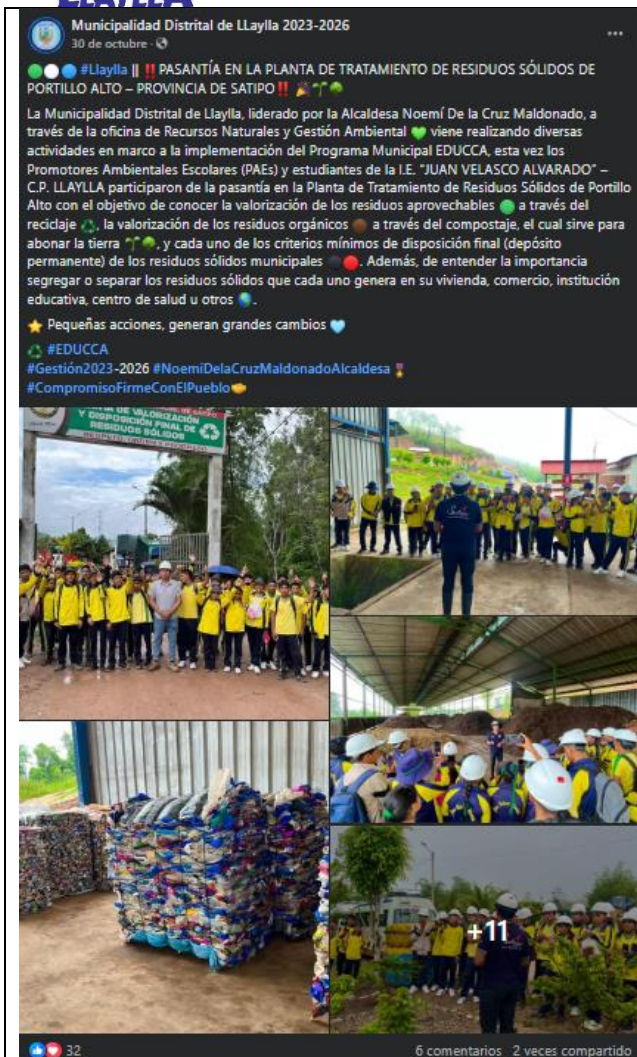 LLAYLLA
Municipalidad Distrital de LLaylla 2023-2026
30 de octubre ·
#Llaylla || ‼️PASANTÍA EN LA PLANTA DE TRATAMIENTO DE RESIDUOS SÓLIDOS DE
PORTILLO ALTO – PROVINCIA DE SATIPO‼️
La Municipalidad Distrital de Llaylla, liderado por la Alcaldesa Noemí De la Cruz Maldonado, a
través de la oficina de Recursos Naturales y Gestión Ambiental 💚 viene realizando diversas
actividades en marco a la implementación del Programa Municipal EDUCCA, esta vez los
Promotores Ambientales Escolares (PAEs) y estudiantes de la I.E. "JUAN VELASCO ALVARADO" –
C.P. LLAYLLA participaron de la pasantía en la Planta de Tratamiento de Residuos Sólidos de Portillo
Alto con el objetivo de conocer la valorización de los residuos aprovechables 🟢 a través del
reciclaje ♻️, la valorización de los residuos orgánicos 🟤 a través del compostaje, el cual sirve para
abonar la tierra 🌴🌳, y cada uno de los criterios mínimos de disposición final (depósito
permanente) de los residuos sólidos municipales ⚫🔴. Además, de entender la importancia
segregar o separar los residuos sólidos que cada uno genera en su vivienda, comercio, institución
educativa, centro de salud u otros 🌎.
⭐ Pequeñas acciones, generan grandes cambios 🩵
♻️ #EDUCCA
#Gestión2023-2026 #NoemiDelaCruzMaldonadoAlcaldesa🎖️
#CompromisoFirmeConElPueblo🤝
DE VALORIZACIÓN
Y DISPOSICIÓN FINAL DE
RESIDUOS SÓLIDOS
+11
32
6 comentarios 2 veces compartido